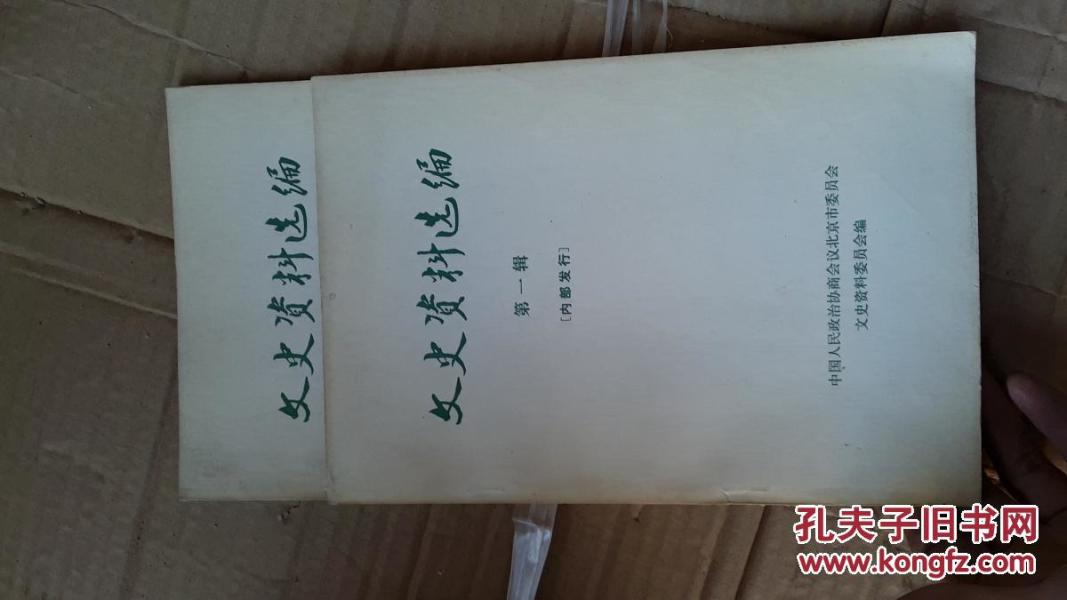 文史资料选编
文史资料选编
第一辑
[内部发行]
中国人民政治协商会议北京市委员会
文史资料委员会编
孔夫子旧书网
www.kongfz.com